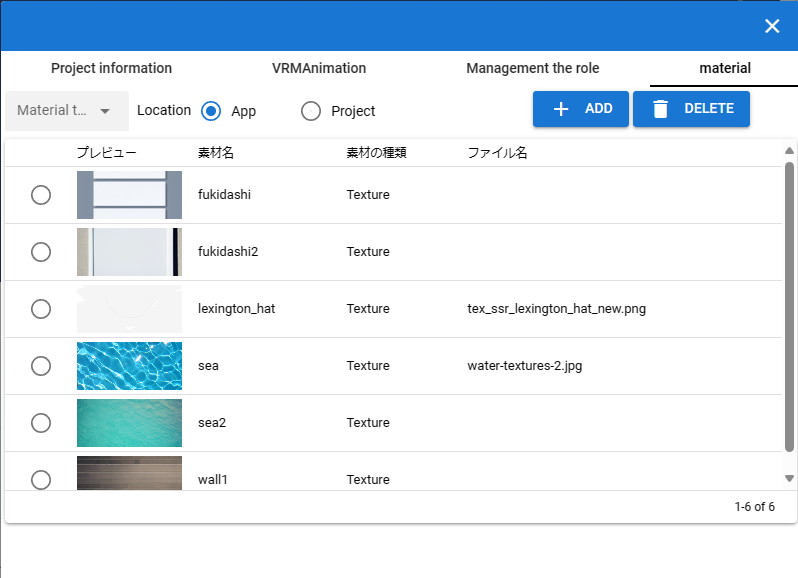 Project information VRMAnimation Management the role material
Material t... Location App Project ADD DELETE
プレビュー 素材名 素材の種類 ファイル名
fukidashi Texture
fukidashi2 Texture
lexington_hat Texture tex_ssr_lexington_hat_new.png
sea Texture water-textures-2.jpg
sea2 Texture
wall1 Texture
1-6 of 6